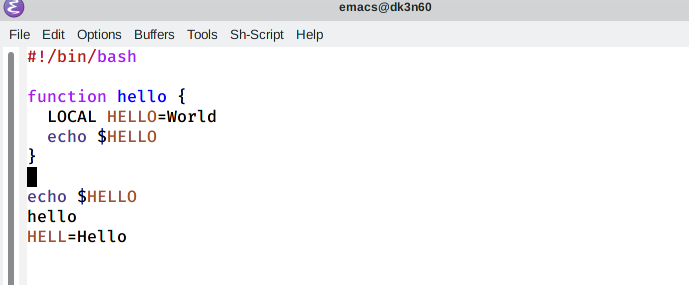 emacs@dk3n60
File Edit Options Buffers Tools Sh-Script Help
#!/bin/bash
function hello {
LOCAL HELLO=World
echo $HELLO
}
echo $HELLO
hello
HELL=Hello